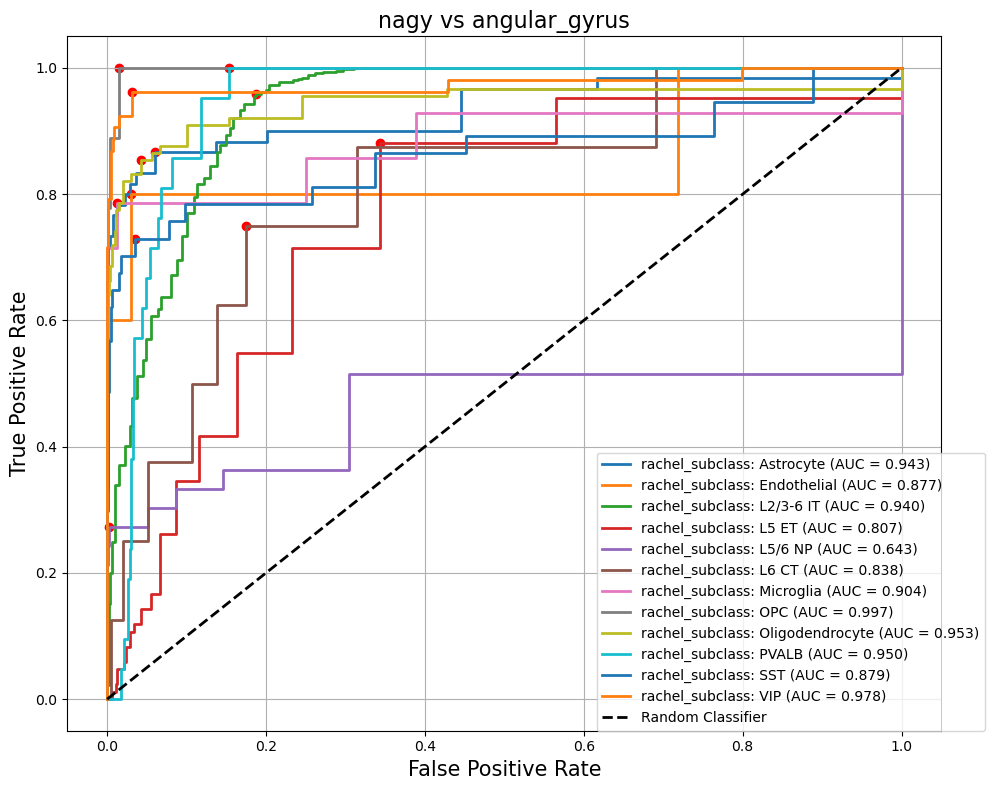 nagy vs angular_gyrus
True Positive Rate
1.0
0.8
0.6
0.4
0.2
0.0
rachel_subclass: Astrocyte (AUC = 0.943)
rachel_subclass: Endothelial (AUC = 0.877)
rachel_subclass: L2/3-6 IT (AUC = 0.940)
rachel_subclass: L5 ET (AUC = 0.807)
rachel_subclass: L5/6 NP (AUC = 0.643)
rachel_subclass: L6 CT (AUC = 0.838)
rachel_subclass: Microglia (AUC = 0.904)
rachel_subclass: OPC (AUC = 0.997)
rachel_subclass: Oligodendrocyte (AUC = 0.953)
rachel_subclass: PVALB (AUC = 0.950)
rachel_subclass: SST (AUC = 0.879)
rachel_subclass: VIP (AUC = 0.978)
Random Classifier
0.0 0.2 0.4 0.6 0.8 1.0
False Positive Rate